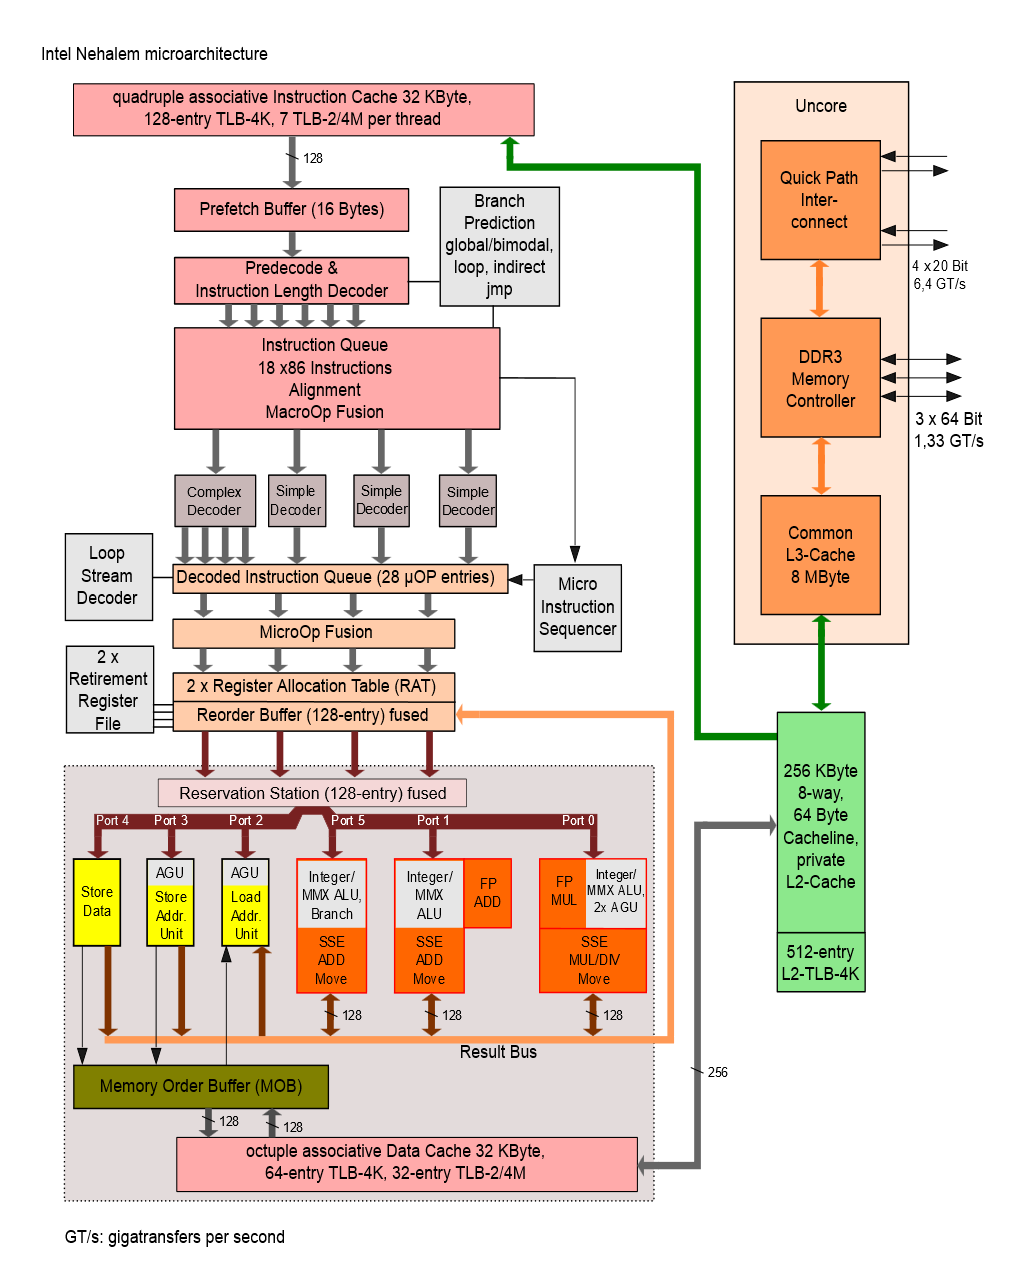 Intel Nehalem microarchitecture
quadruple associative Instruction Cache 32 KByte,
128-entry TLB-4K, 7 TLB-2/4M per thread
128
Prefetch Buffer (16 Bytes)
Predecode &
Instruction Length Decoder
Branch
Prediction
global/bimodal,
loop, indirect
jmp
Instruction Queue
18 x86 Instructions
Alignment
MacroOp Fusion
Complex
Decoder
Simple
Decoder
Simple
Decoder
Simple
Decoder
Loop
Stream
Decoder
Decoded Instruction Queue (28 µOP entries)
Micro
Instruction
Sequencer
MicroOp Fusion
2 x
Retirement
Register
File
2 x Register Allocation Table (RAT)
Reorder Buffer (128-entry) fused
Reservation Station (128-entry) fused
Port 4
Port 3
Port 2
Port 5
Port 1
Port 0
Store
Data
AGU
Store
Addr.
Unit
AGU
Load
Addr.
Unit
Integer/
MMX ALU,
Branch
SSE
ADD
Move
Integer/
MMX
ALU
SSE
ADD
Move
FP
ADD
FP
MUL
Integer/
MMX ALU,
2x AGU
SSE
MUL/DIV
Move
128
128
128
Result Bus
Memory Order Buffer (MOB)
128
128
octuple associative Data Cache 32 KByte,
64-entry TLB-4K, 32-entry TLB-2/4M
256
Uncore
Quick Path
Inter-
connect
4 x 20 Bit
6,4 GT/s
DDR3
Memory
Controller
3 x 64 Bit
1,33 GT/s
Common
L3-Cache
8 MByte
256 KByte
8-way,
64 Byte
Cacheline,
private
L2-Cache
512-entry
L2-TLB-4K
GT/s: gigatransfers per second